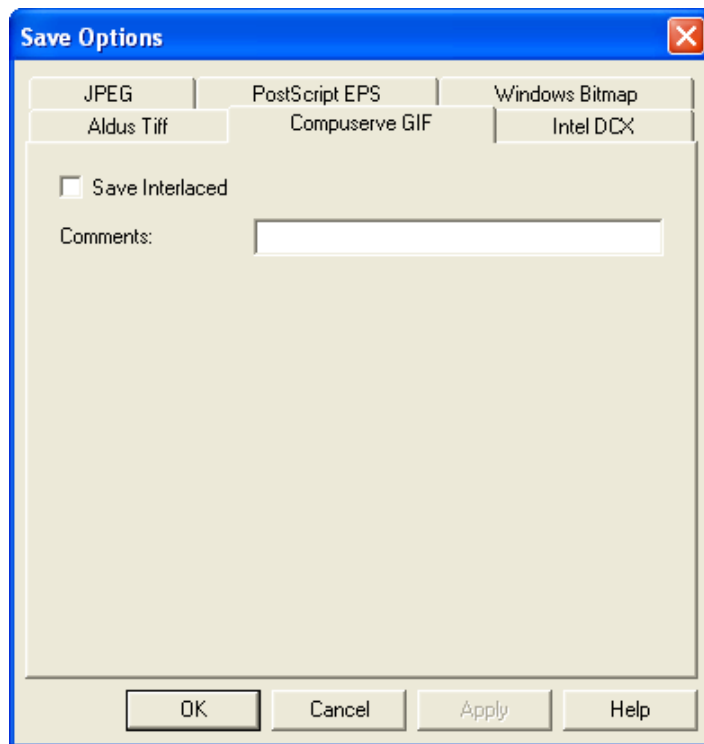 Save Options
JPEG PostScript EPS Windows Bitmap
Aldus Tiff Compuserve GIF Intel DCX
Save Interlaced
Comments:
OK Cancel Apply Help